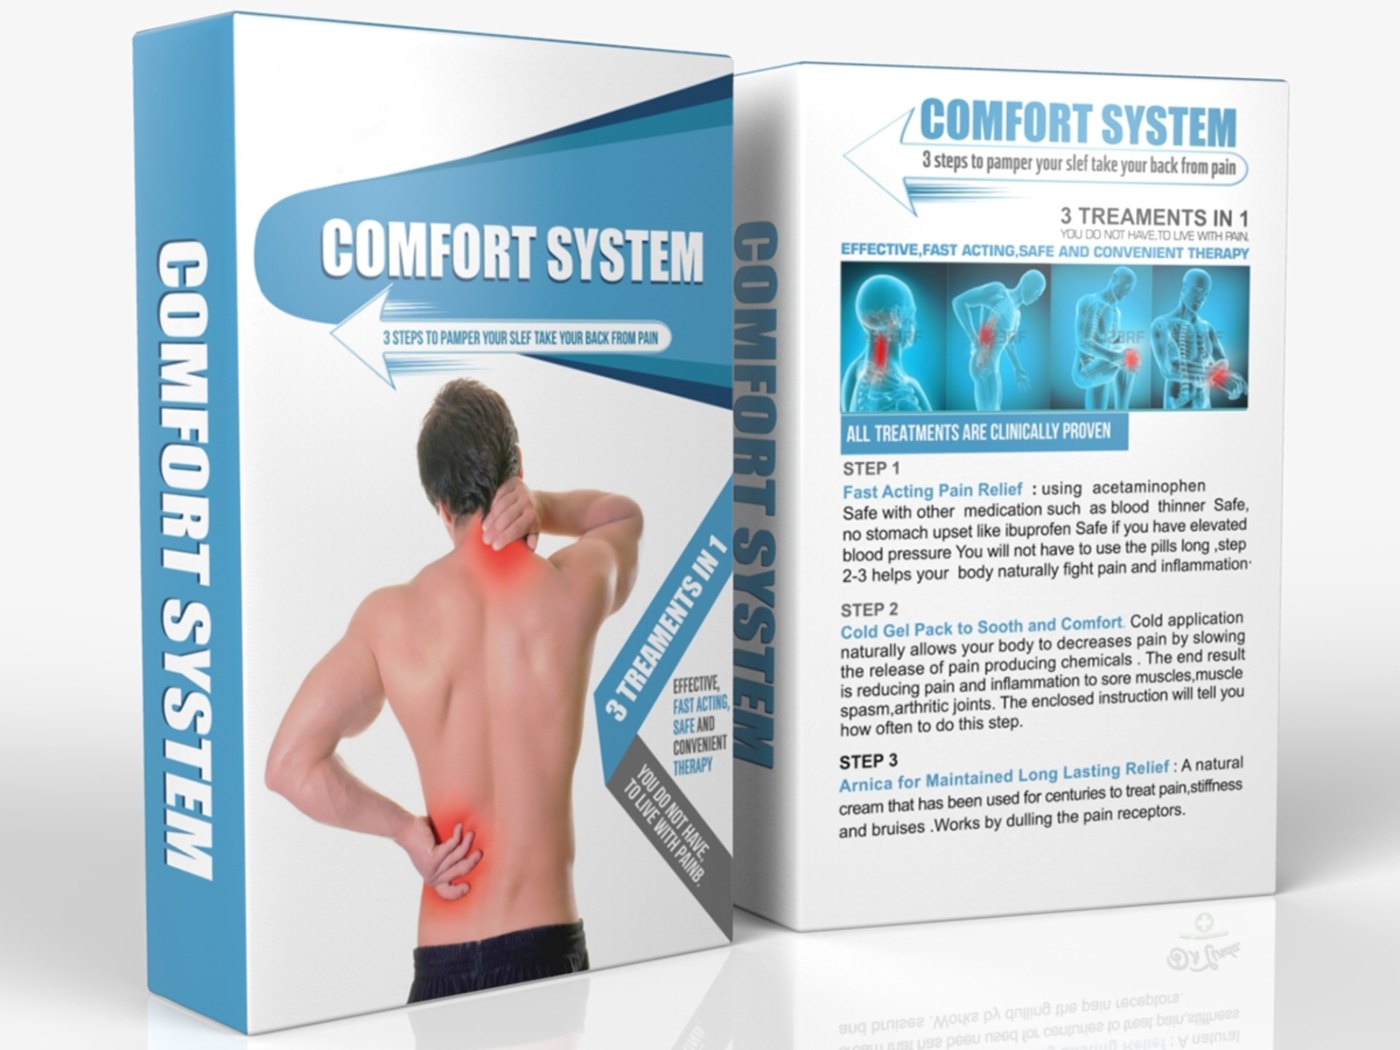 COMFORT SYSTEM
COMFORT SYSTEM
3 STEPS TO PAMPER YOUR SLEF TAKE YOUR BACK FROM PAIN
3 TREAMENTS IN 1
EFFECTIVE,
FAST ACTING,
SAFE AND
CONVENIENT
THERAPY
YOU DO NOT HAVE,
TO LIVE WITH PAINB.
COMFORT SYSTEM
COMFORT SYSTEM
3 steps to pamper your slef take your back from pain
3 TREAMENTS IN 1
YOU DO NOT HAVE,TO LIVE WITH PAIN.
EFFECTIVE,FAST ACTING,SAFE AND CONVENIENT THERAPY
ALL TREATMENTS ARE CLINICALLY PROVEN
STEP 1
Fast Acting Pain Relief : using acetaminophen
Safe with other medication such as blood thinner Safe,
no stomach upset like ibuprofen Safe if you have elevated
blood pressure You will not have to use the pills long ,step
2-3 helps your body naturally fight pain and inflammation·
STEP 2
Cold Gel Pack to Sooth and Comfort. Cold application
naturally allows your body to decreases pain by slowing
the release of pain producing chemicals . The end result
is reducing pain and inflammation to sore muscles,muscle
spasm,arthritic joints. The enclosed instruction will tell you
how often to do this step.
STEP 3
Arnica for Maintained Long Lasting Relief : A natural
cream that has been used for centuries to treat pain,stiffness
and bruises .Works by dulling the pain receptors.